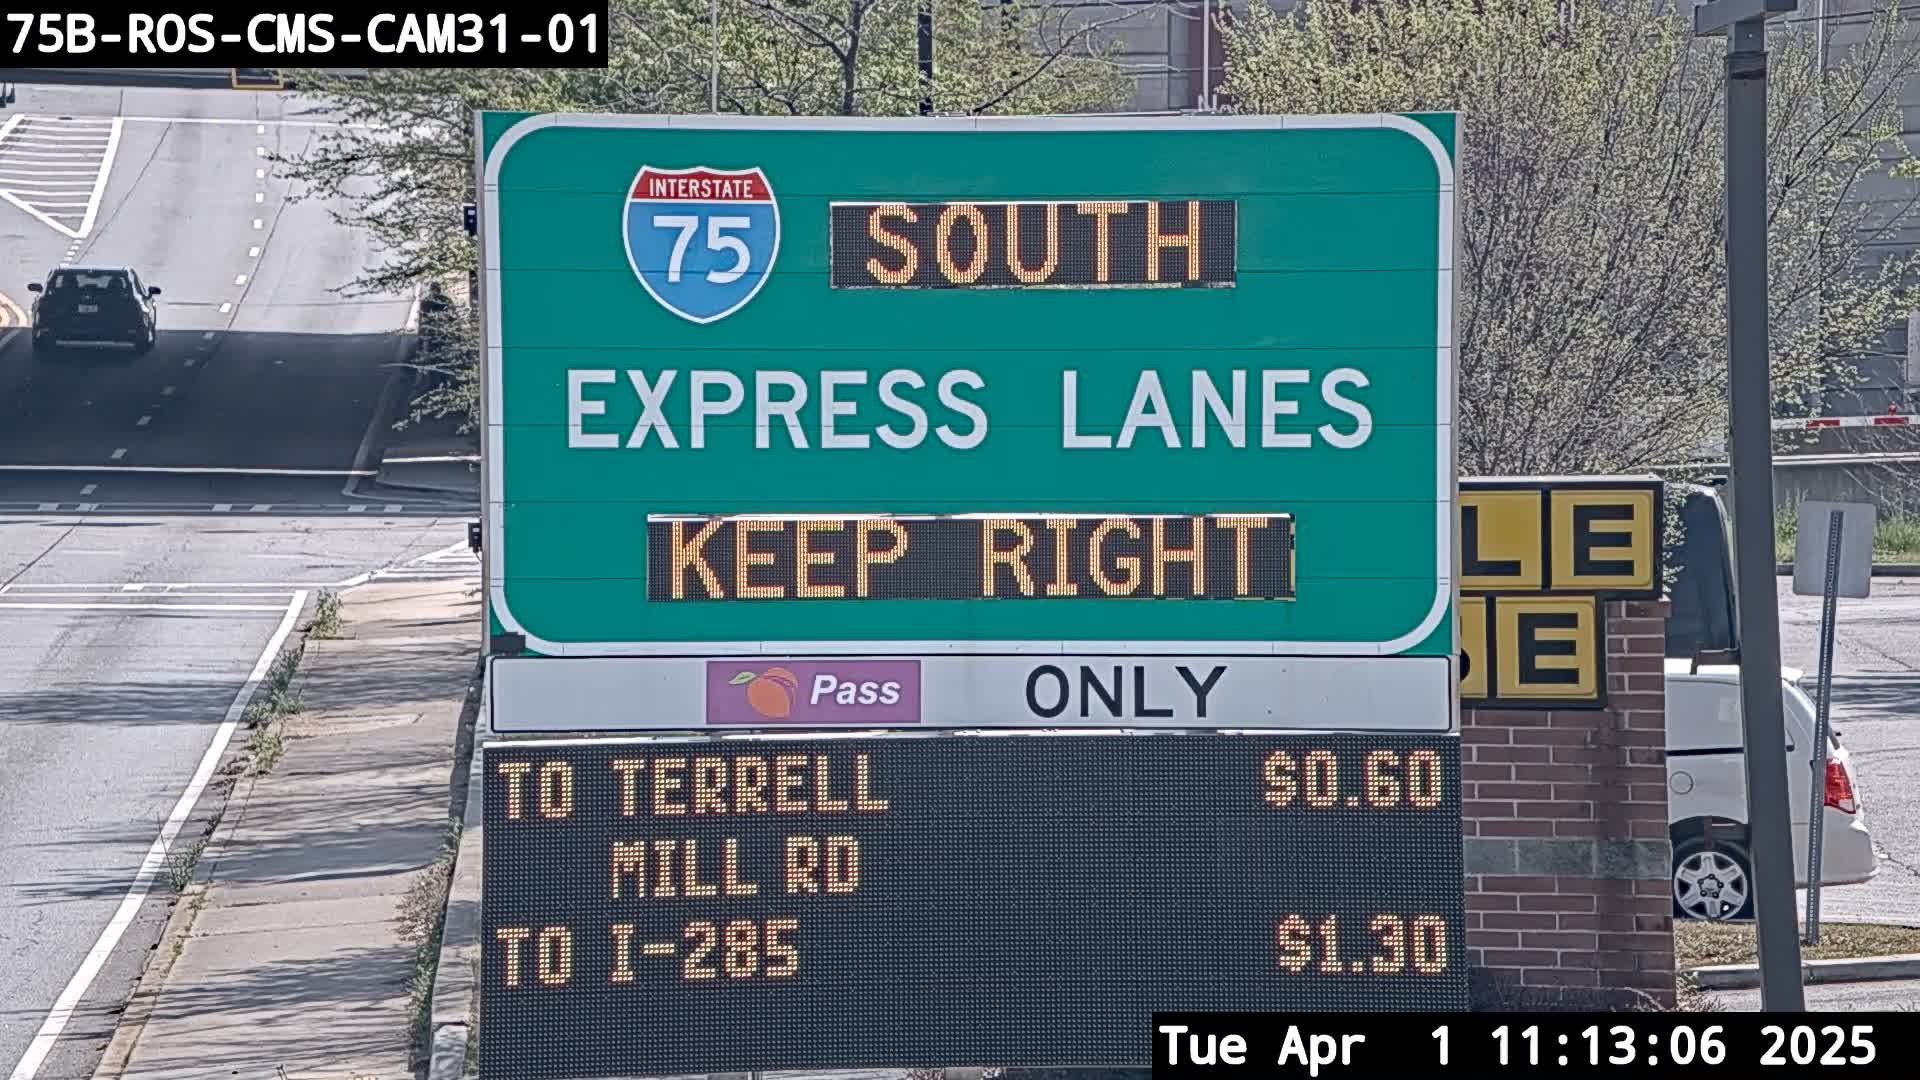 75B-ROS-CMS-CAM31-01
INTERSTATE
75 SOUTH
EXPRESS LANES
KEEP RIGHT
Pass ONLY
TO TERRELL $0.60
MILL RD
TO I-285 $1.30
LE
E
Tue Apr 1 11:13:06 2025